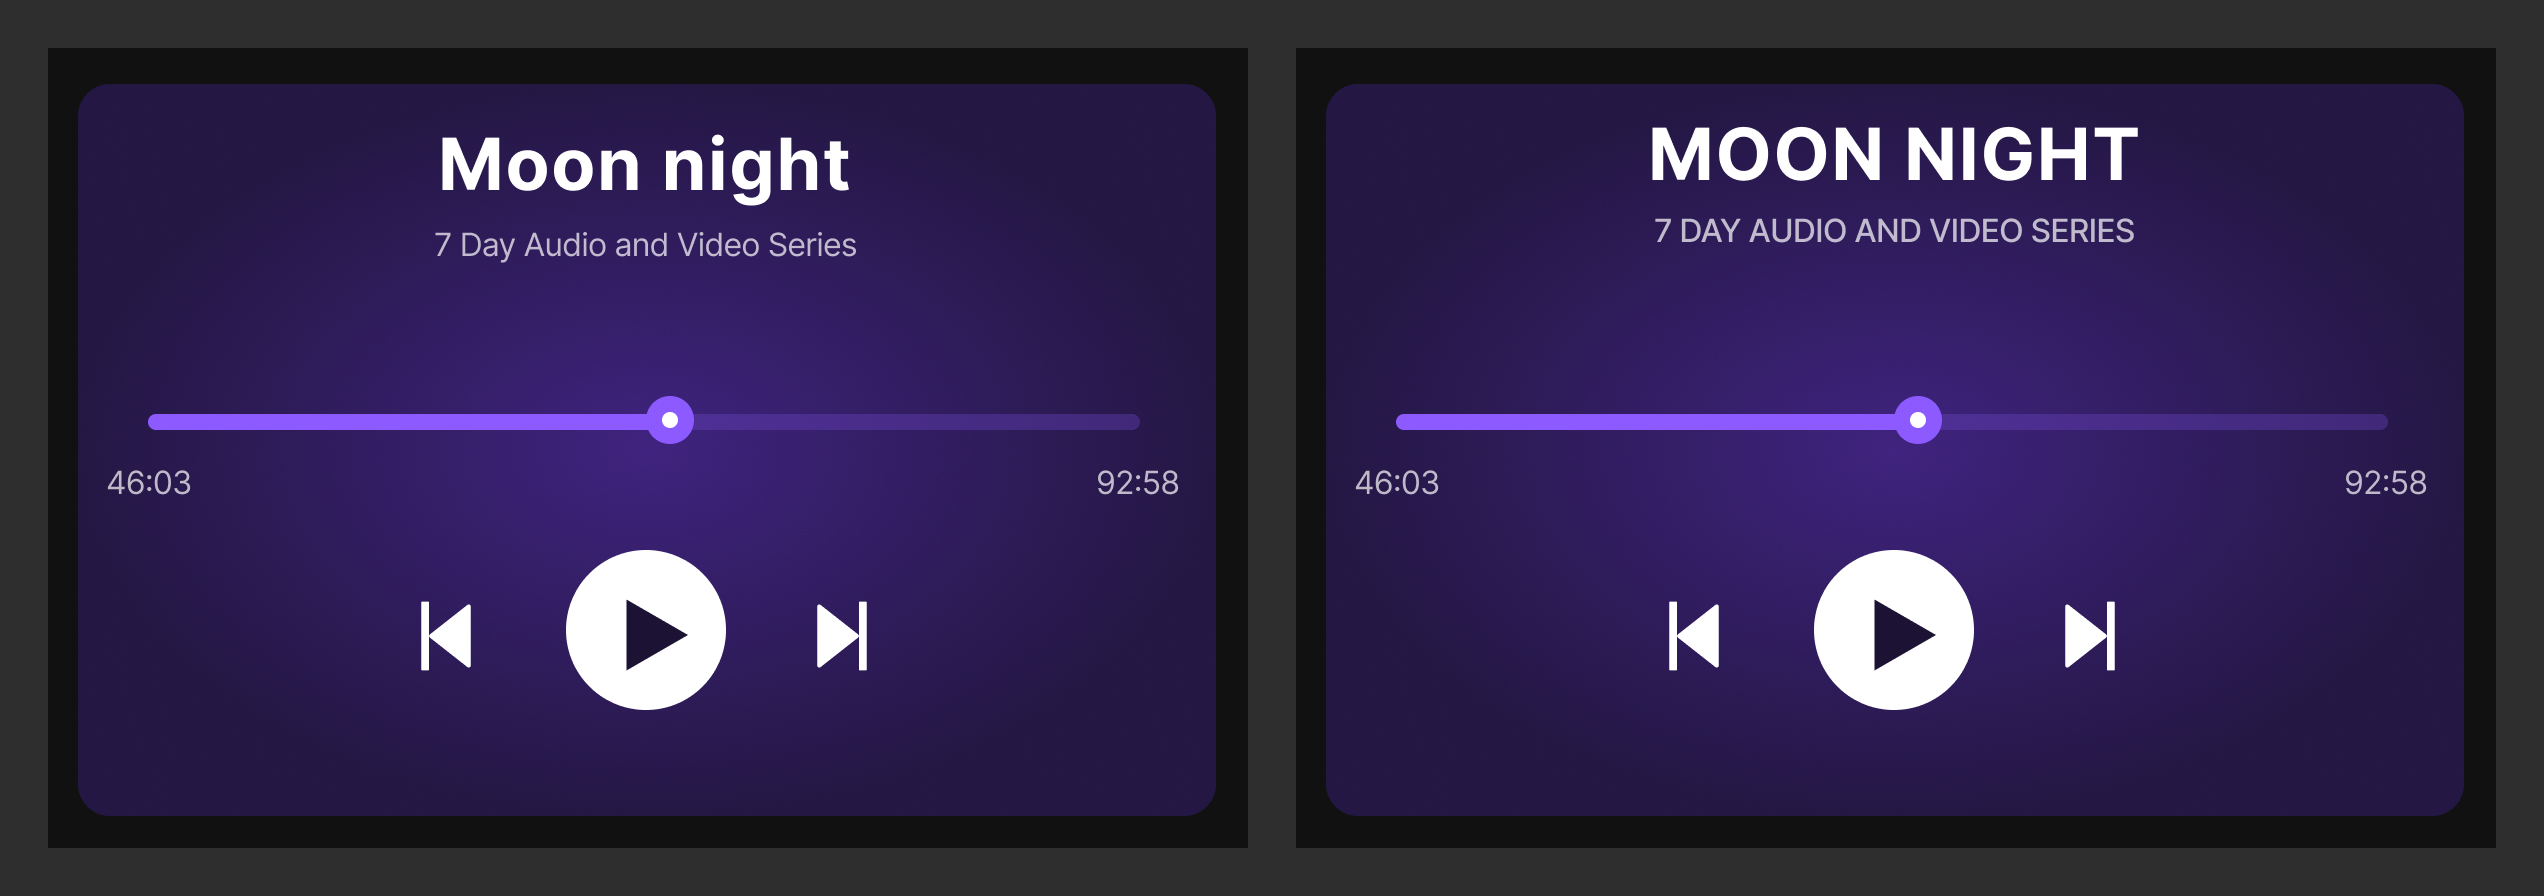 Moon night
7 Day Audio and Video Series
46:03
92:58
MOON NIGHT
7 DAY AUDIO AND VIDEO SERIES
46:03
92:58